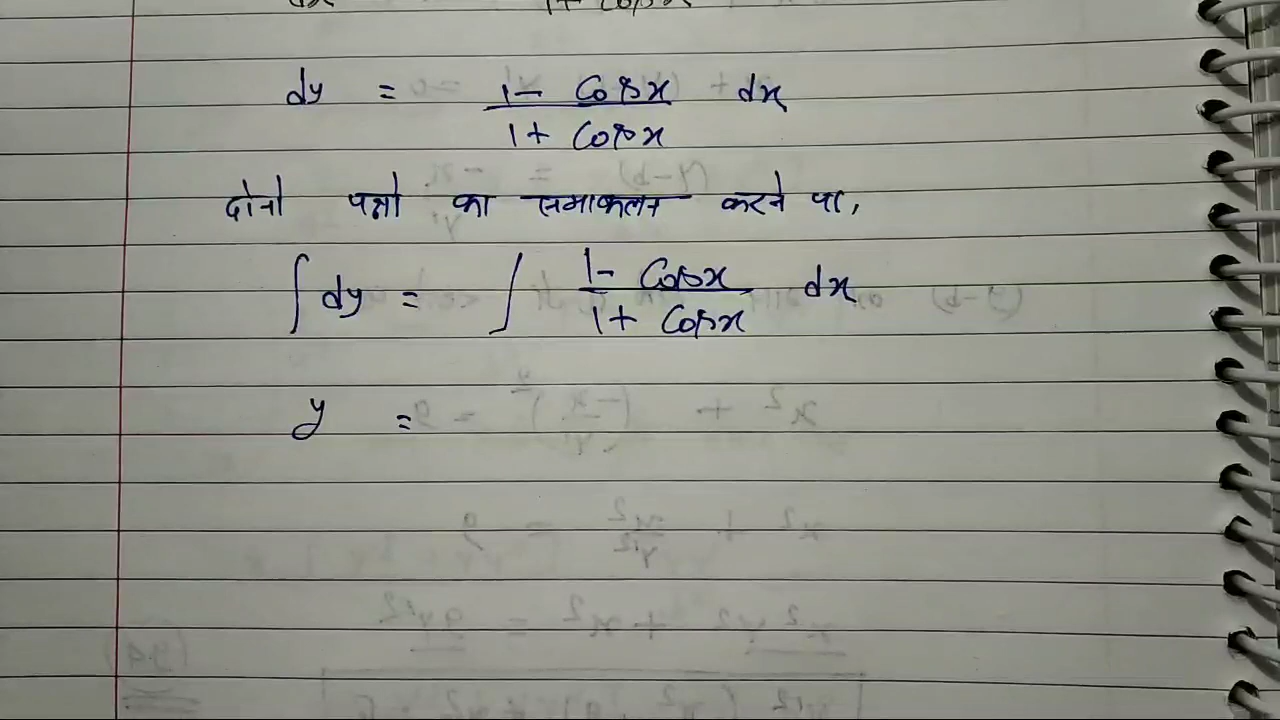 dy = 1 - Cosx / 1 + Cosx dx
दोनो पक्षो का समाकलन करने पर,
∫ dy = ∫ 1 - Cosx / 1 + Cosx dx
y =